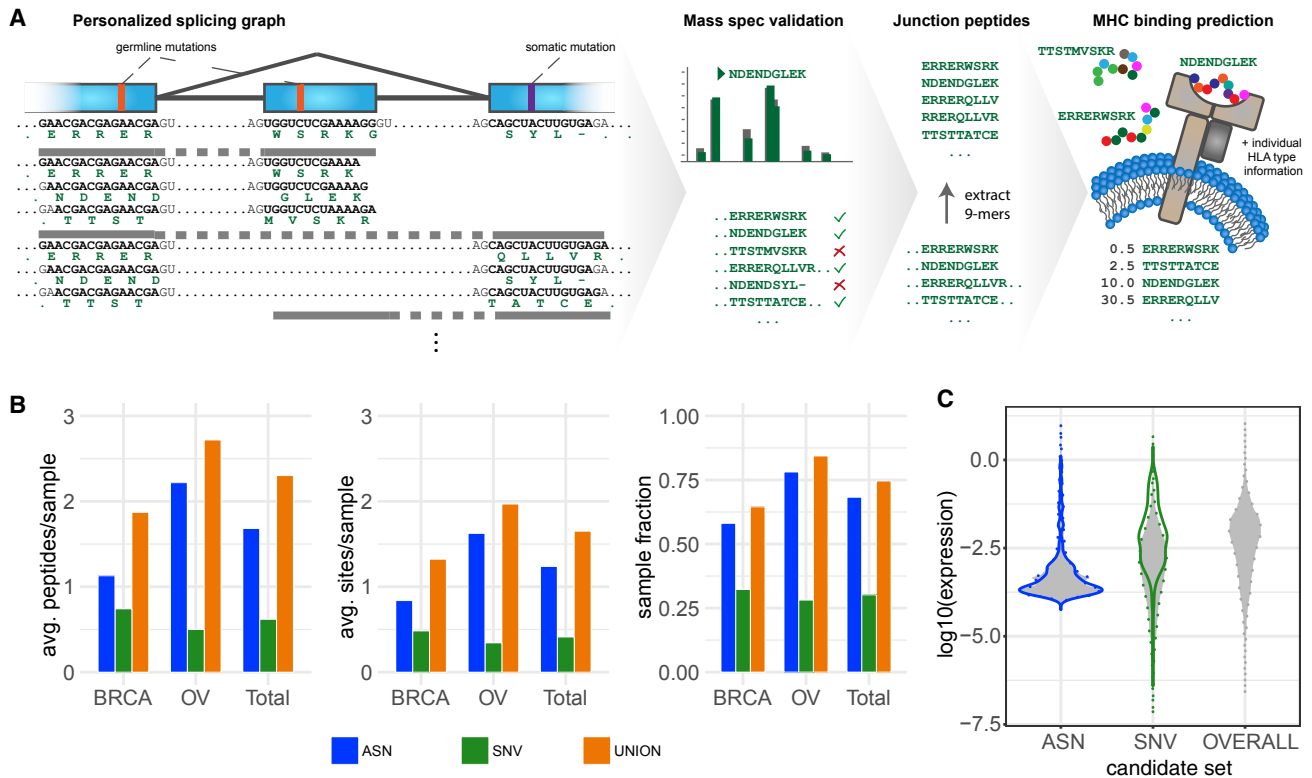 A
Personalized splicing graph
germline mutations
somatic mutation
..GAACGACGAGAACGAGU............AGUGGUCUCGAAAAGGGU............AGCAGCUACUUGUGAGA..
. E R R E R
W S R K G
S Y L - .
GAACGACGAGAACGAGU............AGUGGUCUCGAAAA
. E R R E R
W S R K
GAACGACGAGAACGA
UGGUCUCGAAAAG
. N D E N D
G L E K
GAACGACGAGAACGA
UGGUCUCUAAAAGA
. T T S T
M V S K R
GAACGACGAGAACGAGU
AGCAGCUACUUGUGAGA
. E R R E R
Q L L V R
GAACGACGAGAACGAGU
AGCAGCUACUUGUGAGA
. N D E N D
S Y L -
GAACGACGAGAACGAGU
AGCAGCUACUUGUGAGA
. T T S T
T A T C E .
Mass spec validation
NDENDGLEK
..ERRERWSRK ✓
..NDENDGLEK ✓
..TTSTMVSKR ✗
..ERRERQLLVR.. ✓
..NDENDSYL- ✗
..TTSTTATCE.. ✓
...
Junction peptides
ERRERWSRK
NDENDGLEK
ERRERQLLV
RRERQLLVR
TTSTTATCE
...
extract
9-mers
..ERRERWSRK
..NDENDGLEK
..ERRERQLLVR..
..TTSTTATCE..
...
MHC binding prediction
TTSTMVSKR
NDENDGLEK
ERRERWSRK
+ individual
HLA type
information
0.5 ERRERWSRK
2.5 TTSTTATCE
10.0 NDENDGLEK
30.5 ERRERQLLV
...
B
avg. peptides/sample
3
2
1
0
BRCA OV Total
avg. sites/sample
3
2
1
0
BRCA OV Total
sample fraction
1.00
0.75
0.50
0.25
0.00
BRCA OV Total
ASN SNV UNION
C
log10(expression)
0.0
−2.5
−5.0
−7.5
ASN SNV OVERALL
candidate set